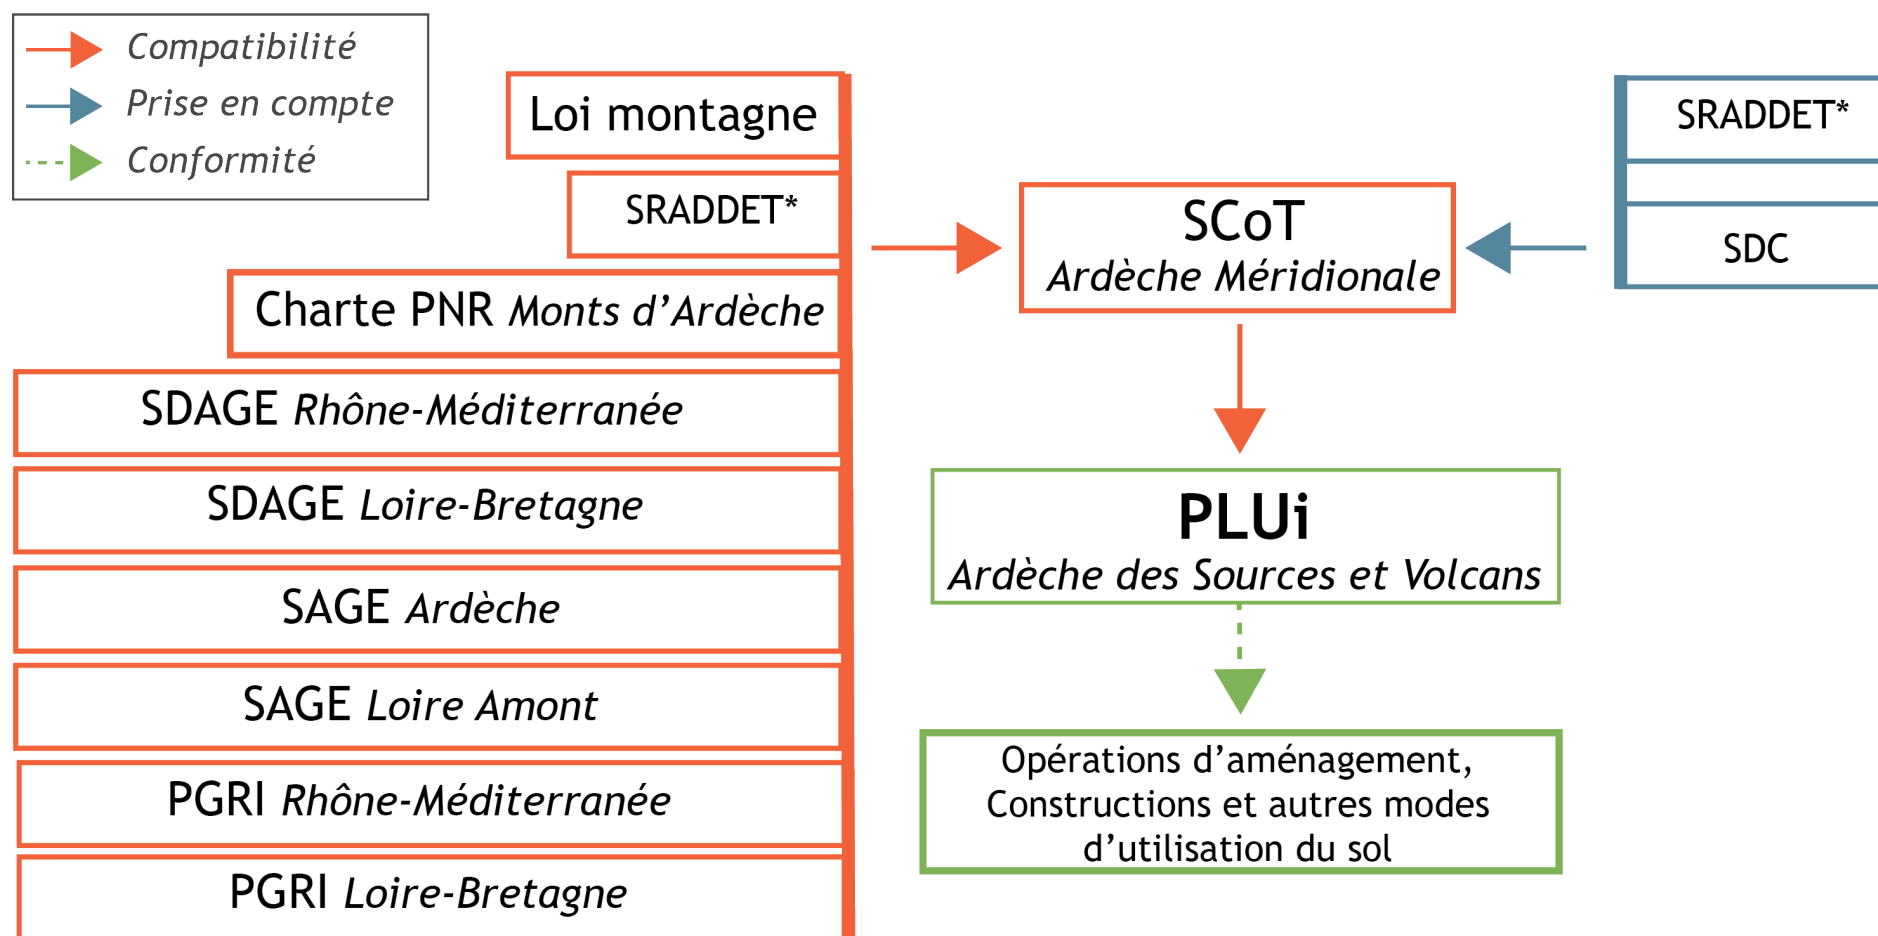 Compatibilité
Prise en compte
Conformité
Loi montagne
SRADDET*
Charte PNR Monts d’Ardèche
SDAGE Rhône-Méditerranée
SDAGE Loire-Bretagne
SAGE Ardèche
SAGE Loire Amont
PGRI Rhône-Méditerranée
PGRI Loire-Bretagne
SCoT
Ardèche Méridionale
SRADDET*
SDC
PLUi
Ardèche des Sources et Volcans
Opérations d’aménagement,
Constructions et autres modes
d’utilisation du sol